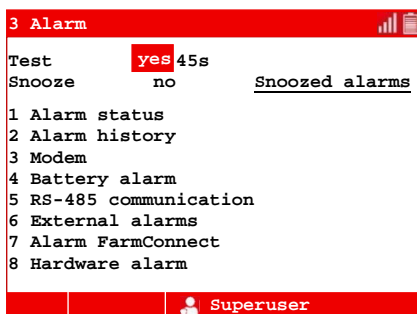 3 Alarm
Test yes 45s
Snooze no Snoozed alarms
1 Alarm status
2 Alarm history
3 Modem
4 Battery alarm
5 RS-485 communication
6 External alarms
7 Alarm FarmConnect
8 Hardware alarm
Superuser